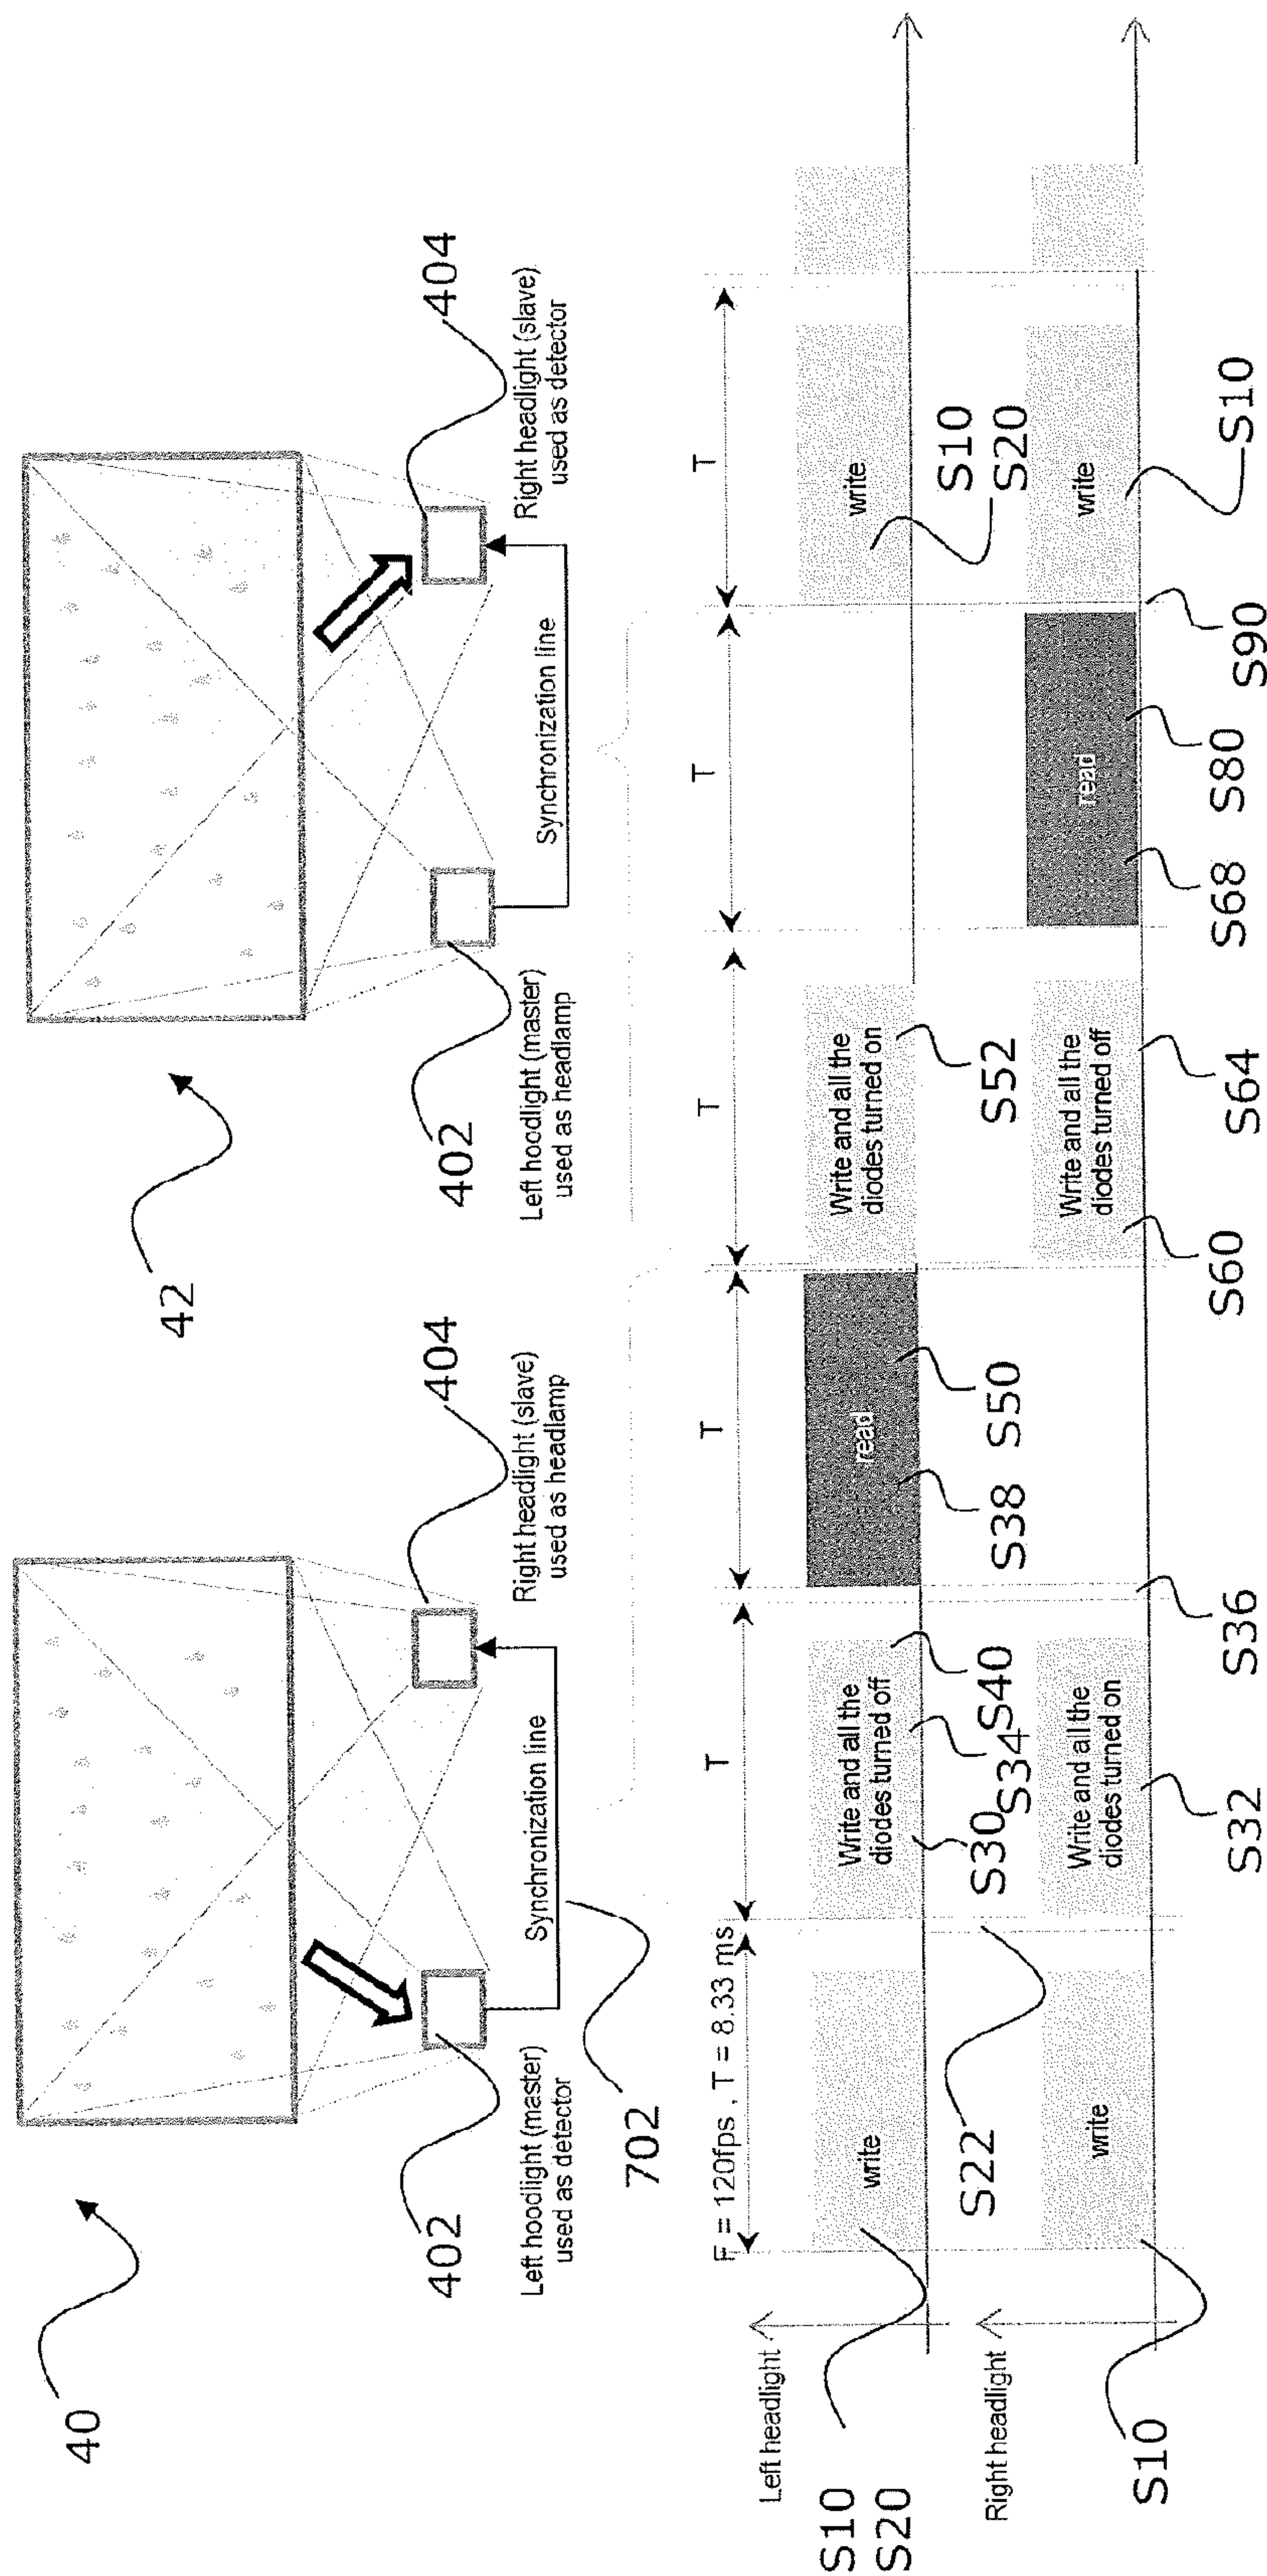 40
42
402
Left hoodlight (master)
used as detector
702
Synchronization line
404
Right headlight (slave)
used as headlamp
402
Left hoodlight (master)
used as headlamp
Synchronization line
404
Right headlight (slave)
used as detector
F = 120fps , T = 8.33 ms
T
T
T
T
T
Left headlight
write
Write and all the
diodes turned off
read
Write and all the
diodes turned on
write
S10
S20
S22
S30
S34
S40
S38
S50
S52
S10
S20
Right headlight
write
Write and all the
diodes turned on
Write and all the
diodes turned off
read
write
S10
S32
S36
S60
S64
S68
S80
S90
S10